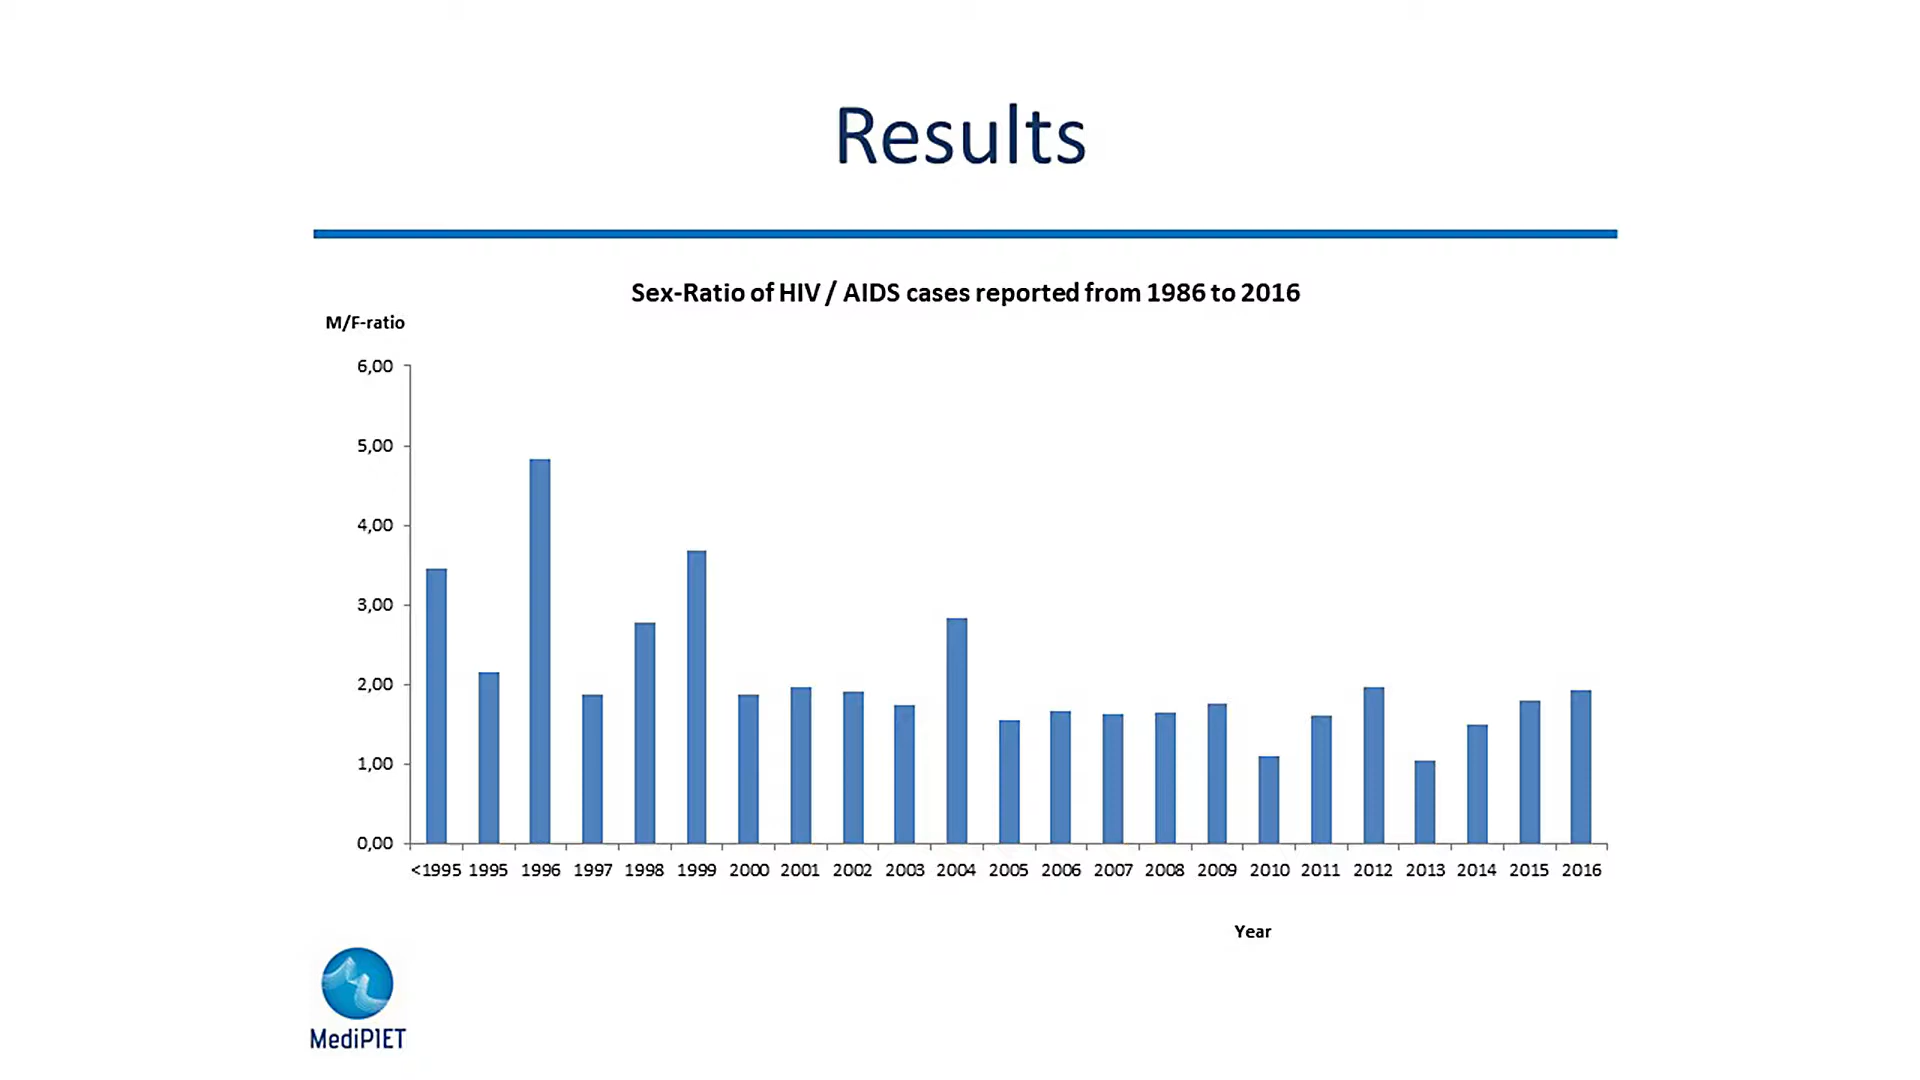 Results
Sex-Ratio of HIV / AIDS cases reported from 1986 to 2016
M/F-ratio
6,00
5,00
4,00
3,00
2,00
1,00
0,00
<1995 1995 1996 1997 1998 1999 2000 2001 2002 2003 2004 2005 2006 2007 2008 2009 2010 2011 2012 2013 2014 2015 2016
Year
MediPIET